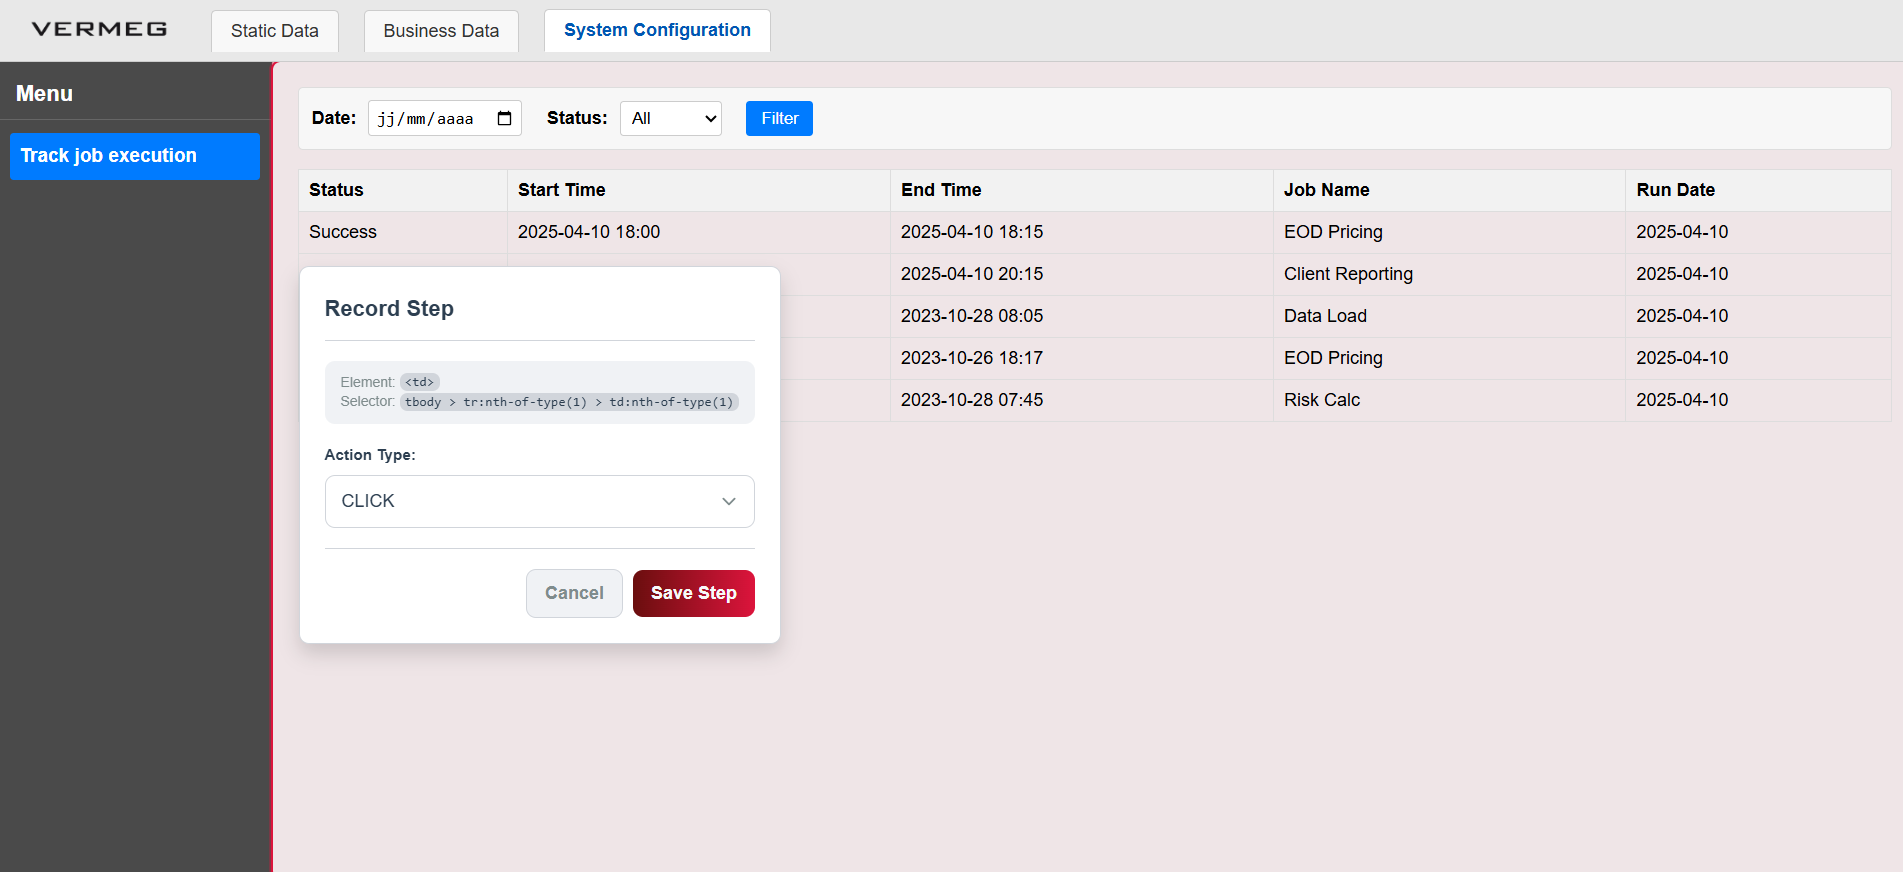 VERMEG
Static Data
Business Data
System Configuration
Menu
Track job execution
Date: jj/mm/aaaa Status: All Filter
Status Start Time End Time Job Name Run Date
Success 2025-04-10 18:00 2025-04-10 18:15 EOD Pricing 2025-04-10
2025-04-10 20:15 Client Reporting 2025-04-10
2023-10-28 08:05 Data Load 2025-04-10
2023-10-26 18:17 EOD Pricing 2025-04-10
2023-10-28 07:45 Risk Calc 2025-04-10
Record Step
Element: <td>
Selector: tbody > tr:nth-of-type(1) > td:nth-of-type(1)
Action Type:
CLICK
Cancel
Save Step